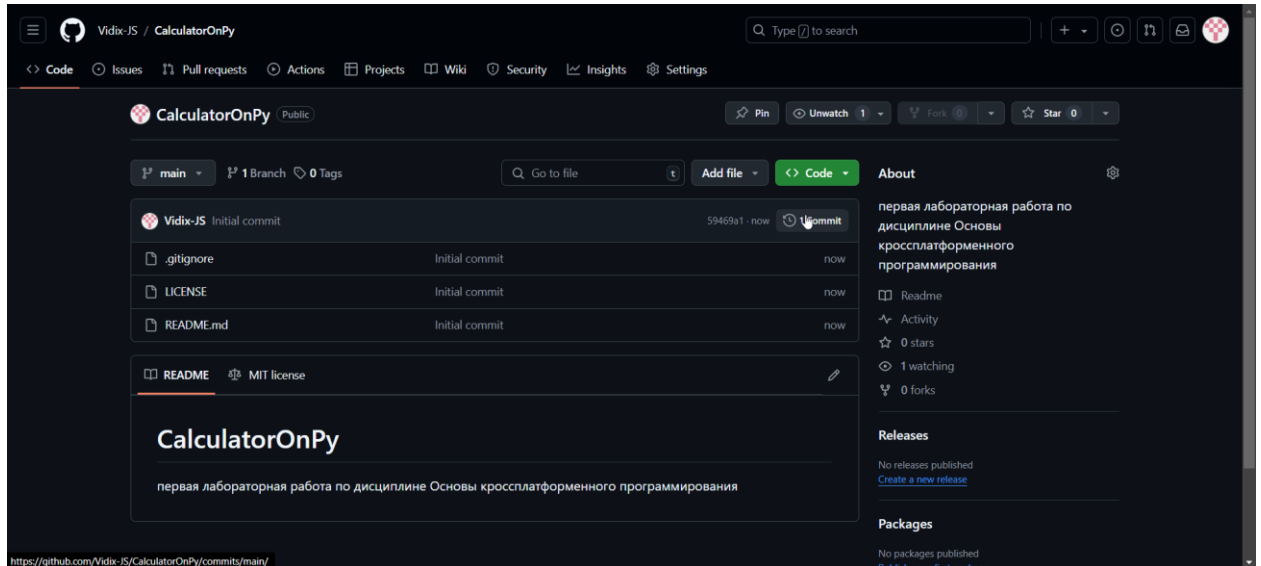 Vidix-JS / CalculatorOnPy
Type / to search
Code Issues Pull requests Actions Projects Wiki Security Insights Settings
CalculatorOnPy Public
Pin Unwatch 1 Fork 0 Star 0
main 1 Branch 0 Tags
Go to file t Add file Code
Vidix-JS Initial commit 59469a1 · now 1
.gitignore Initial commit now
LICENSE Initial commit now
README.md Initial commit now
README MIT license
CalculatorOnPy
первая лабораторная работа по дисциплине Основы кроссплатформенного программирования
About
первая лабораторная работа по
дисциплине Основы
кроссплатформенного
программирования
Readme
Activity
0 stars
1 watching
0 forks
Releases
No releases published
Create a new release
Packages
No packages published
https://github.com/Vidix-JS/CalculatorOnPy/commits/main/